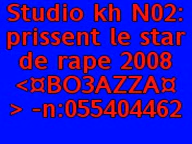 Studio kh N02:
prissent le star
de rape 2008
<¤BO3AZZA¤
> -n:055404462